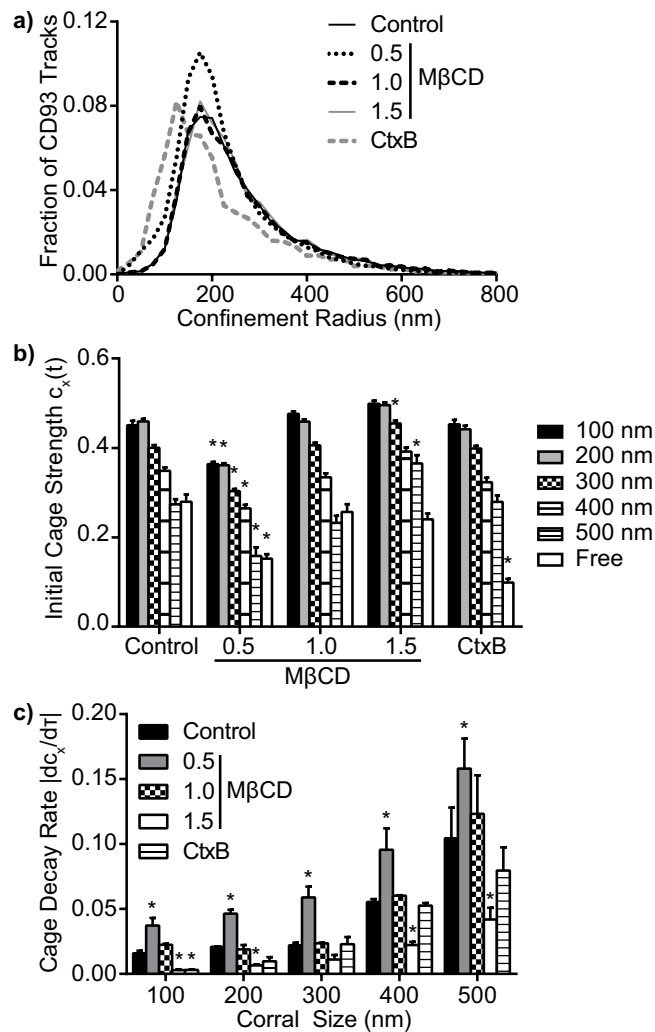 a)
Fraction of CD93 Tracks
0.12
0.08
0.04
0.00
0
200
400
600
800
Confinement Radius (nm)
Control
0.5
1.0
1.5
MβCD
CtxB
b)
Initial Cage Strength cₓ(t)
0.6
0.4
0.2
0.0
* *
*
*
*
*
*
*
*
Control
0.5
1.0
1.5
CtxB
MβCD
100 nm
200 nm
300 nm
400 nm
500 nm
Free
c)
Cage Decay Rate |dcₓ/dτ|
0.20
0.15
0.10
0.05
0.00
Control
0.5
1.0
1.5
MβCD
CtxB
*
* *
*
*
*
*
*
*
*
100
200
300
400
500
Corral Size (nm)